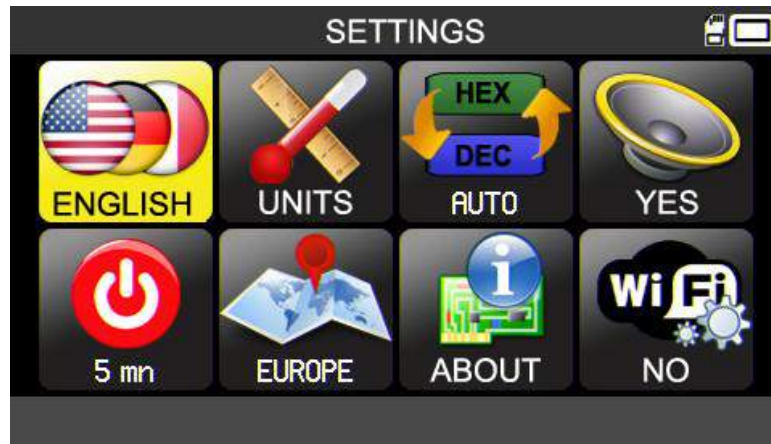 SETTINGS
HEX
DEC
ENGLISH
UNITS
AUTO
YES
Wi Fi
5 mn
EUROPE
ABOUT
NO